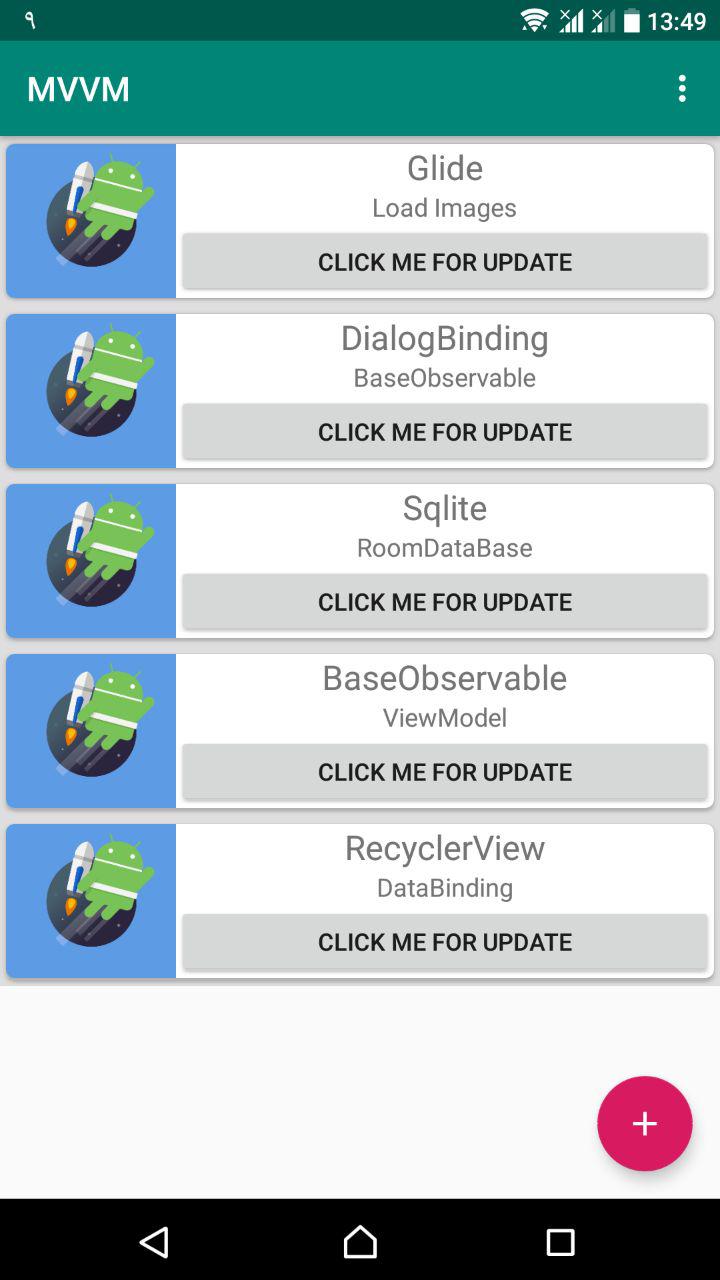 ٩ 13:49
MVVM
Glide
Load Images
CLICK ME FOR UPDATE
DialogBinding
BaseObservable
CLICK ME FOR UPDATE
Sqlite
RoomDataBase
CLICK ME FOR UPDATE
BaseObservable
ViewModel
CLICK ME FOR UPDATE
RecyclerView
DataBinding
CLICK ME FOR UPDATE
+